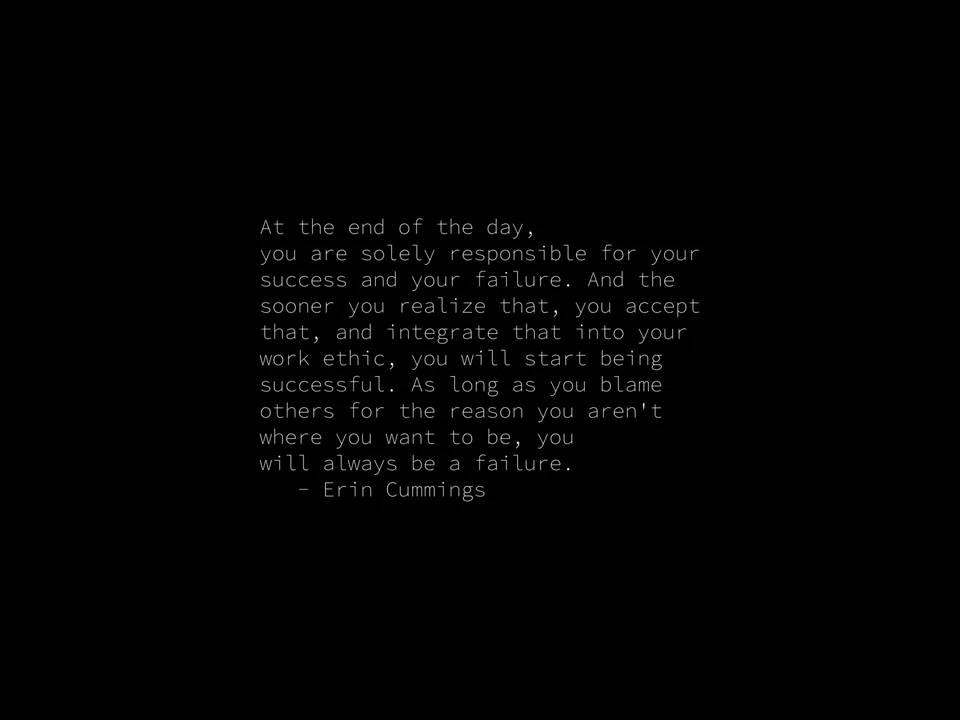 At the end of the day,
you are solely responsible for your
success and your failure. And the
sooner you realize that, you accept
that, and integrate that into your
work ethic, you will start being
successful. As long as you blame
others for the reason you aren't
where you want to be, you
will always be a failure.
– Erin Cummings